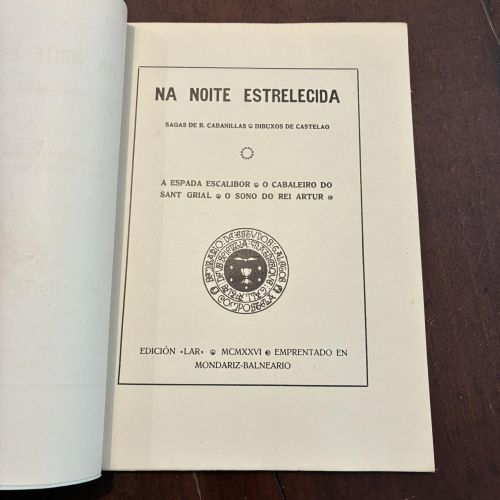 NA NOITE ESTRELECIDA
SAGAS DE R. CABANILLAS DIBUXOS DE CASTELAO
A ESPADA ESCALIBOR O CABALEIRO DO
SANT GRIAL O SONO DO REI ARTUR
EDICIÓN «LAR» MCMXXVI EMPRENTADO EN
MONDARIZ-BALNEARIO